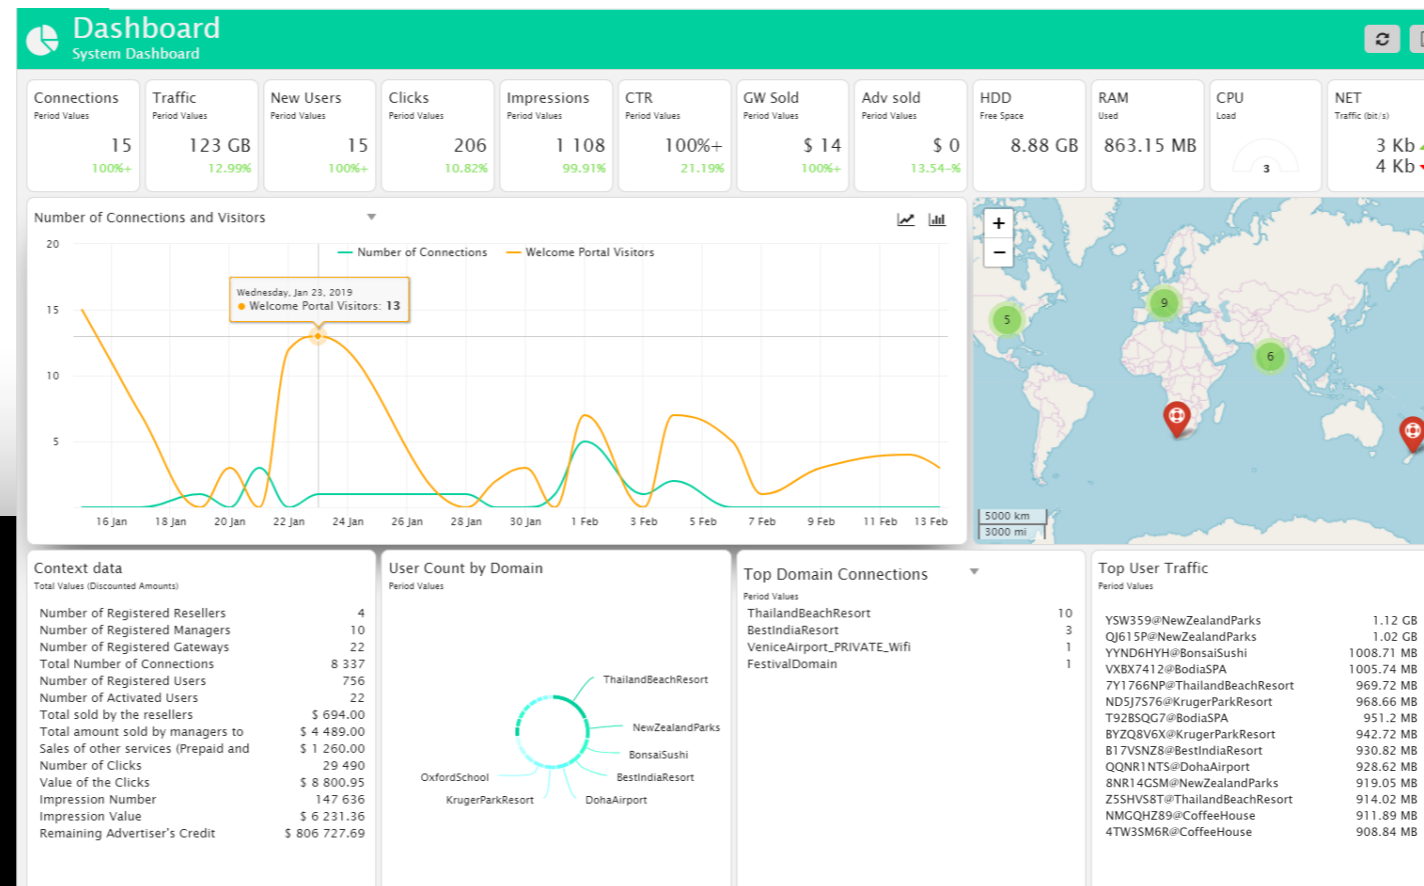 Dashboard
System Dashboard
Connections
Period Values
15
100%+
Traffic
Period Values
123 GB
12.99%
New Users
Period Values
15
100%+
Clicks
Period Values
206
10.82%
Impressions
Period Values
1 108
99.91%
CTR
Period Values
100%+
21.19%
GW Sold
Period Values
$ 14
100%+
Adv sold
Period Values
$ 0
13.54-%
HDD
Free Space
8.88 GB
RAM
Used
863.15 MB
CPU
Load
3
NET
Traffic (bit/s)
3 Kb
4 Kb
Number of Connections and Visitors
Number of Connections
Welcome Portal Visitors
Wednesday, Jan 23, 2019
Welcome Portal Visitors: 13
20
15
10
5
16 Jan 18 Jan 20 Jan 22 Jan 24 Jan 26 Jan 28 Jan 30 Jan 1 Feb 3 Feb 5 Feb 7 Feb 9 Feb 11 Feb 13 Feb
+
−
5
9
6
5000 km
3000 mi
Context data
Total Values (Discounted Amounts)
Number of Registered Resellers 4
Number of Registered Managers 10
Number of Registered Gateways 22
Total Number of Connections 8 337
Number of Registered Users 756
Number of Activated Users 22
Total sold by the resellers $ 694.00
Total amount sold by managers to $ 4 489.00
Sales of other services (Prepaid and $ 1 260.00
Number of Clicks 29 490
Value of the Clicks $ 8 800.95
Impression Number 147 636
Impression Value $ 6 231.36
Remaining Advertiser's Credit $ 806 727.69
User Count by Domain
Period Values
ThailandBeachResort
NewZealandParks
BonsaiSushi
BestIndiaResort
DohaAirport
KrugerParkResort
OxfordSchool
Top Domain Connections
Period Values
ThailandBeachResort 10
BestIndiaResort 3
VeniceAirport_PRIVATE_Wifi 1
FestivalDomain 1
Top User Traffic
Period Values
YSW359@NewZealandParks 1.12 GB
QJ615P@NewZealandParks 1.02 GB
YYND6HYH@BonsaiSushi 1008.71 MB
VXBX7412@BodiaSPA 1005.74 MB
7Y1766NP@ThailandBeachResort 969.72 MB
ND5J7S76@KrugerParkResort 968.66 MB
T92BSQG7@BodiaSPA 951.2 MB
BYZQ8V6X@KrugerParkResort 942.72 MB
B17VSNZ8@BestIndiaResort 930.82 MB
QQNR1NTS@DohaAirport 928.62 MB
8NR14GSM@NewZealandParks 919.05 MB
Z5SHVS8T@ThailandBeachResort 914.02 MB
NMGQHZ89@CoffeeHouse 911.89 MB
4TW3SM6R@CoffeeHouse 908.84 MB